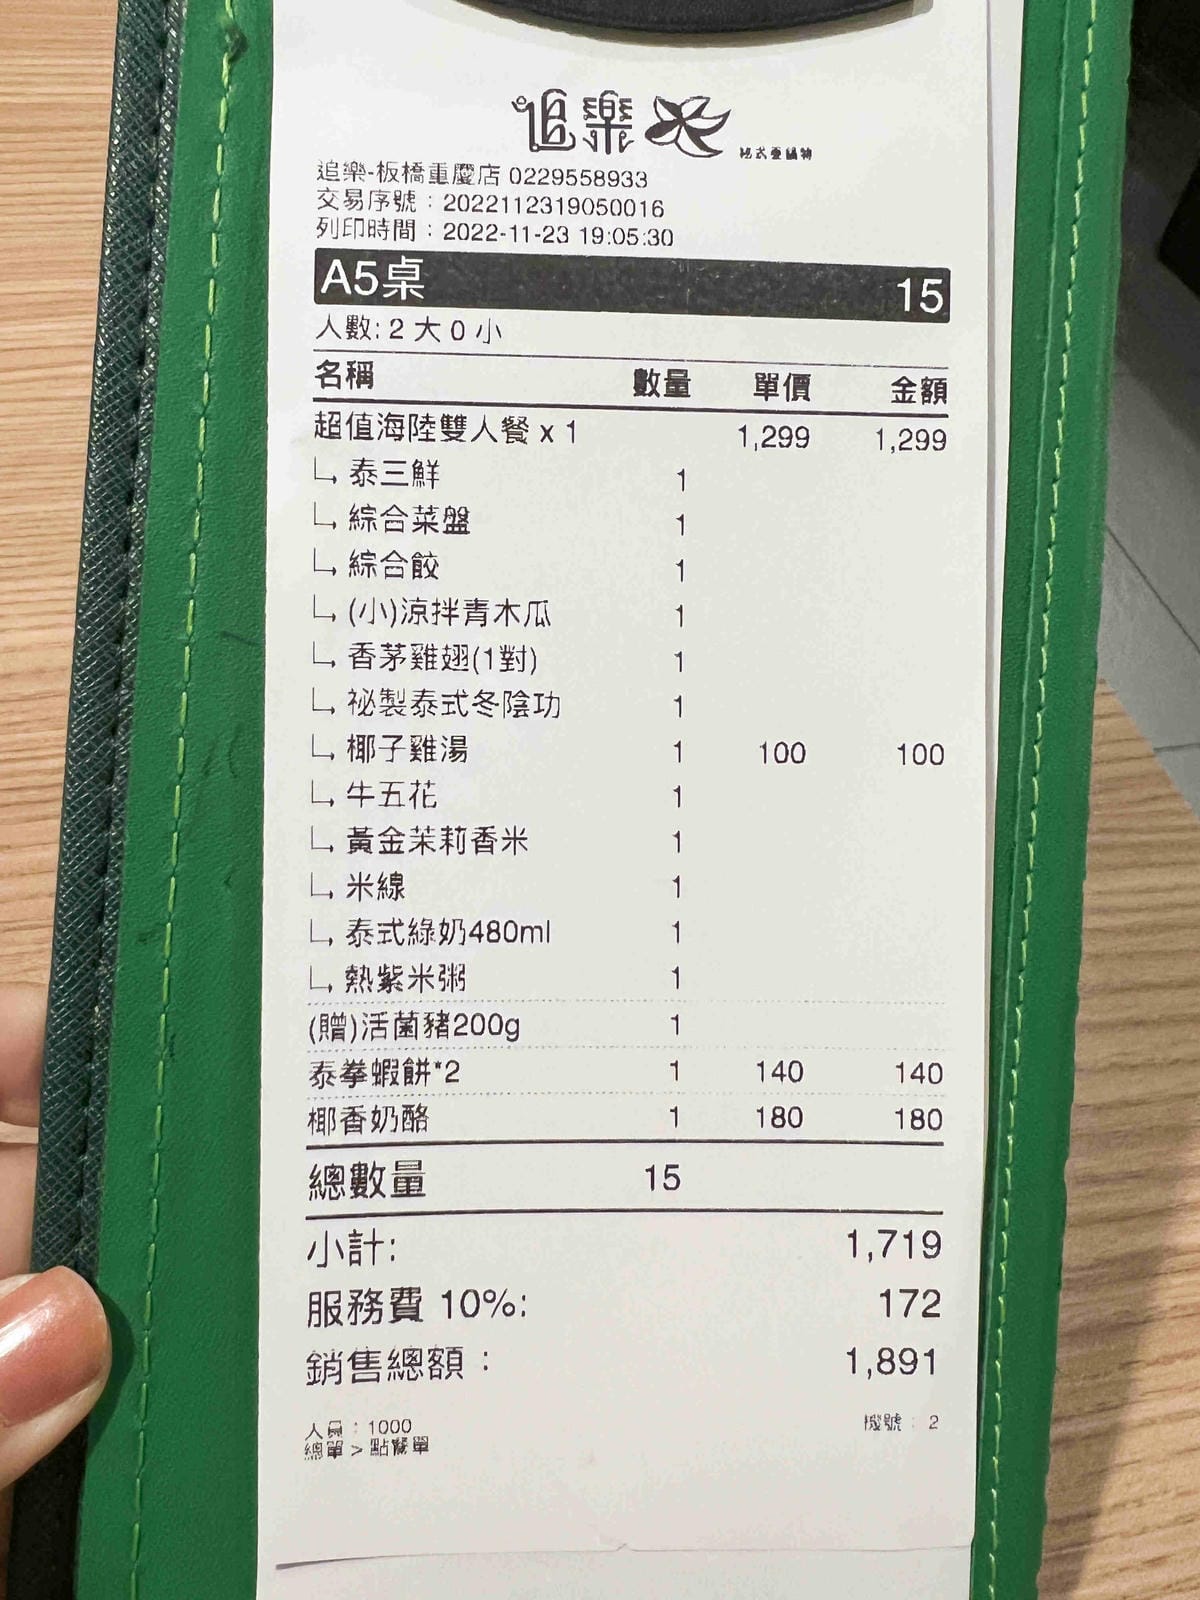 追樂
追樂-板橋重慶店 0229558933
交易序號：2022112319050016
列印時間：2022-11-23 19:05:30
A5桌 15
人數: 2 大 0 小
名稱 數量 單價 金額
超值海陸雙人餐 x 1 1,299 1,299
泰三鮮 1
綜合菜盤 1
綜合餃 1
(小)涼拌青木瓜 1
香茅雞翅(1對) 1
祕製泰式冬陰功 1
椰子雞湯 1 100 100
牛五花 1
黃金茉莉香米 1
米線 1
泰式綠奶480ml 1
熱紫米粥 1
(贈)活菌豬200g 1
泰拳蝦餅*2 1 140 140
椰香奶酪 1 180 180
總數量 15
小計: 1,719
服務費 10%: 172
銷售總額： 1,891
人員：1000 機號：2
總單 > 點餐單